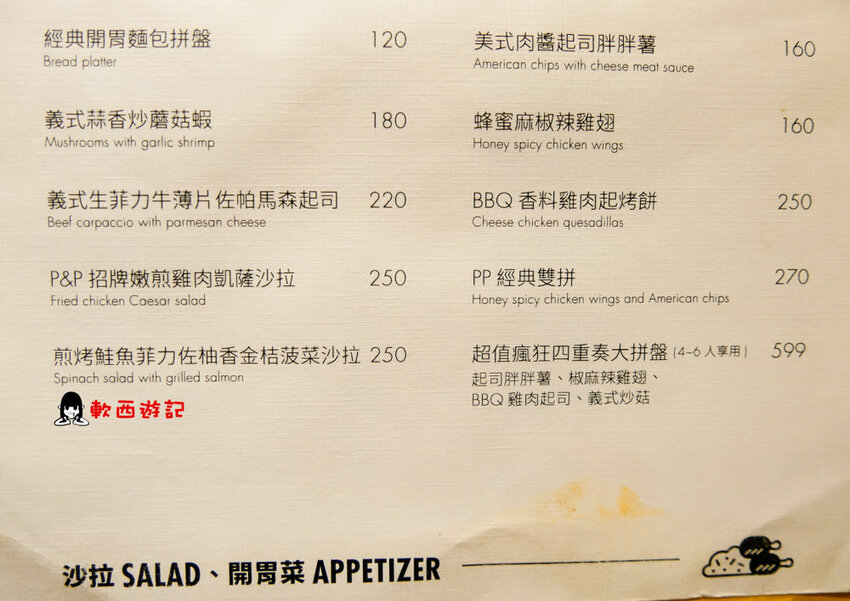 經典開胃麵包拼盤 120
Bread platter
義式蒜香炒蘑菇蝦 180
Mushrooms with garlic shrimp
義式生菲力牛薄片佐帕馬森起司 220
Beef carpaccio with parmesan cheese
P&P 招牌嫩煎雞肉凱薩沙拉 250
Fried chicken Caesar salad
煎烤鮭魚菲力佐柚香金桔菠菜沙拉 250
Spinach salad with grilled salmon
軟西遊記
美式肉醬起司胖胖薯 160
American chips with cheese meat sauce
蜂蜜麻椒辣雞翅 160
Honey spicy chicken wings
BBQ 香料雞肉起烤餅 250
Cheese chicken quesadillas
PP 經典雙拼 270
Honey spicy chicken wings and American chips
超值瘋狂四重奏大拼盤 (4~6 人享用) 599
起司胖胖薯、椒麻辣雞翅、
BBQ 雞肉起司、義式炒菇
沙拉 SALAD、開胃菜 APPETIZER